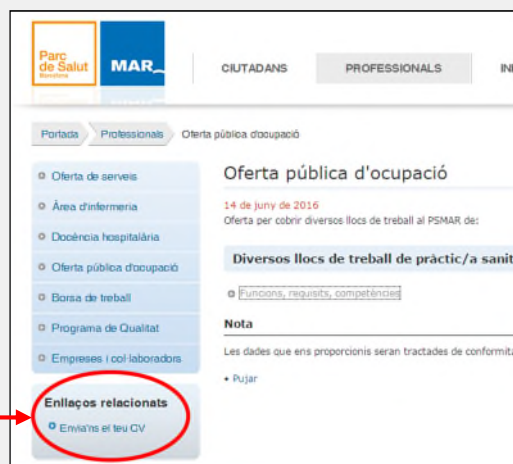 Parc
de Salut
Barcelona
MAR
CIUTADANS
PROFESSIONALS
Portada
Professionals
Oferta pública d'ocupació
Oferta de serveis
Àrea d'infermeria
Docència hospitalària
Oferta pública d'ocupació
Borsa de treball
Programa de Qualitat
Empreses i col·laboradors
Enllaços relacionats
Envia'ns el teu CV
Oferta pública d'ocupació
14 de juny de 2016
Oferta per cobrir diversos llocs de treball al PSMAR de:
Diversos llocs de treball de pràctic/a sanit
Funcions, requisits, competències
Nota
Les dades que ens proporcionis seran tractades de conformita
Pujar